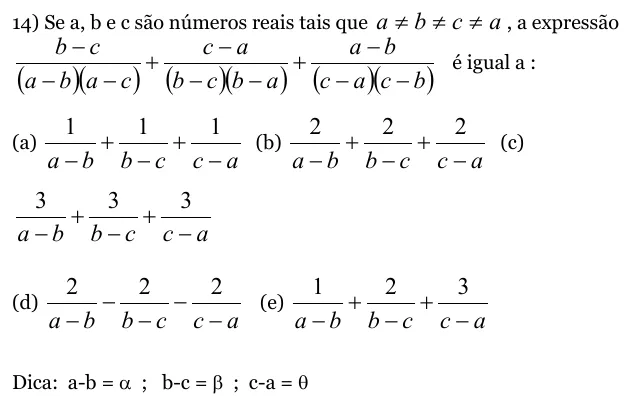 14) Se a, b e c são números reais tais que a ≠ b ≠ c ≠ a , a expressão
(b − c)/((a − b)(a − c)) + (c − a)/((b − c)(b − a)) + (a − b)/((c − a)(c − b)) é igual a :
(a) 1/(a − b) + 1/(b − c) + 1/(c − a) (b) 2/(a − b) + 2/(b − c) + 2/(c − a) (c)
3/(a − b) + 3/(b − c) + 3/(c − a)
(d) 2/(a − b) − 2/(b − c) − 2/(c − a) (e) 1/(a − b) + 2/(b − c) + 3/(c − a)
Dica: a-b = α ; b-c = β ; c-a = θ